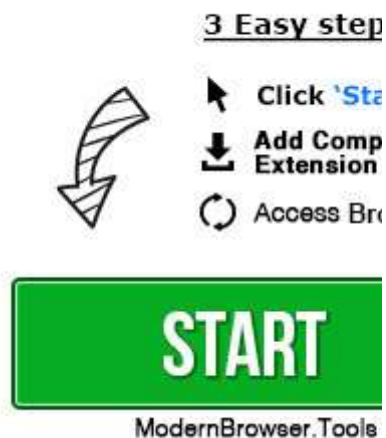 3 Easy step
Click 'Sta
Add Comp
Extension
Access Bro
START
ModernBrowser.Tools